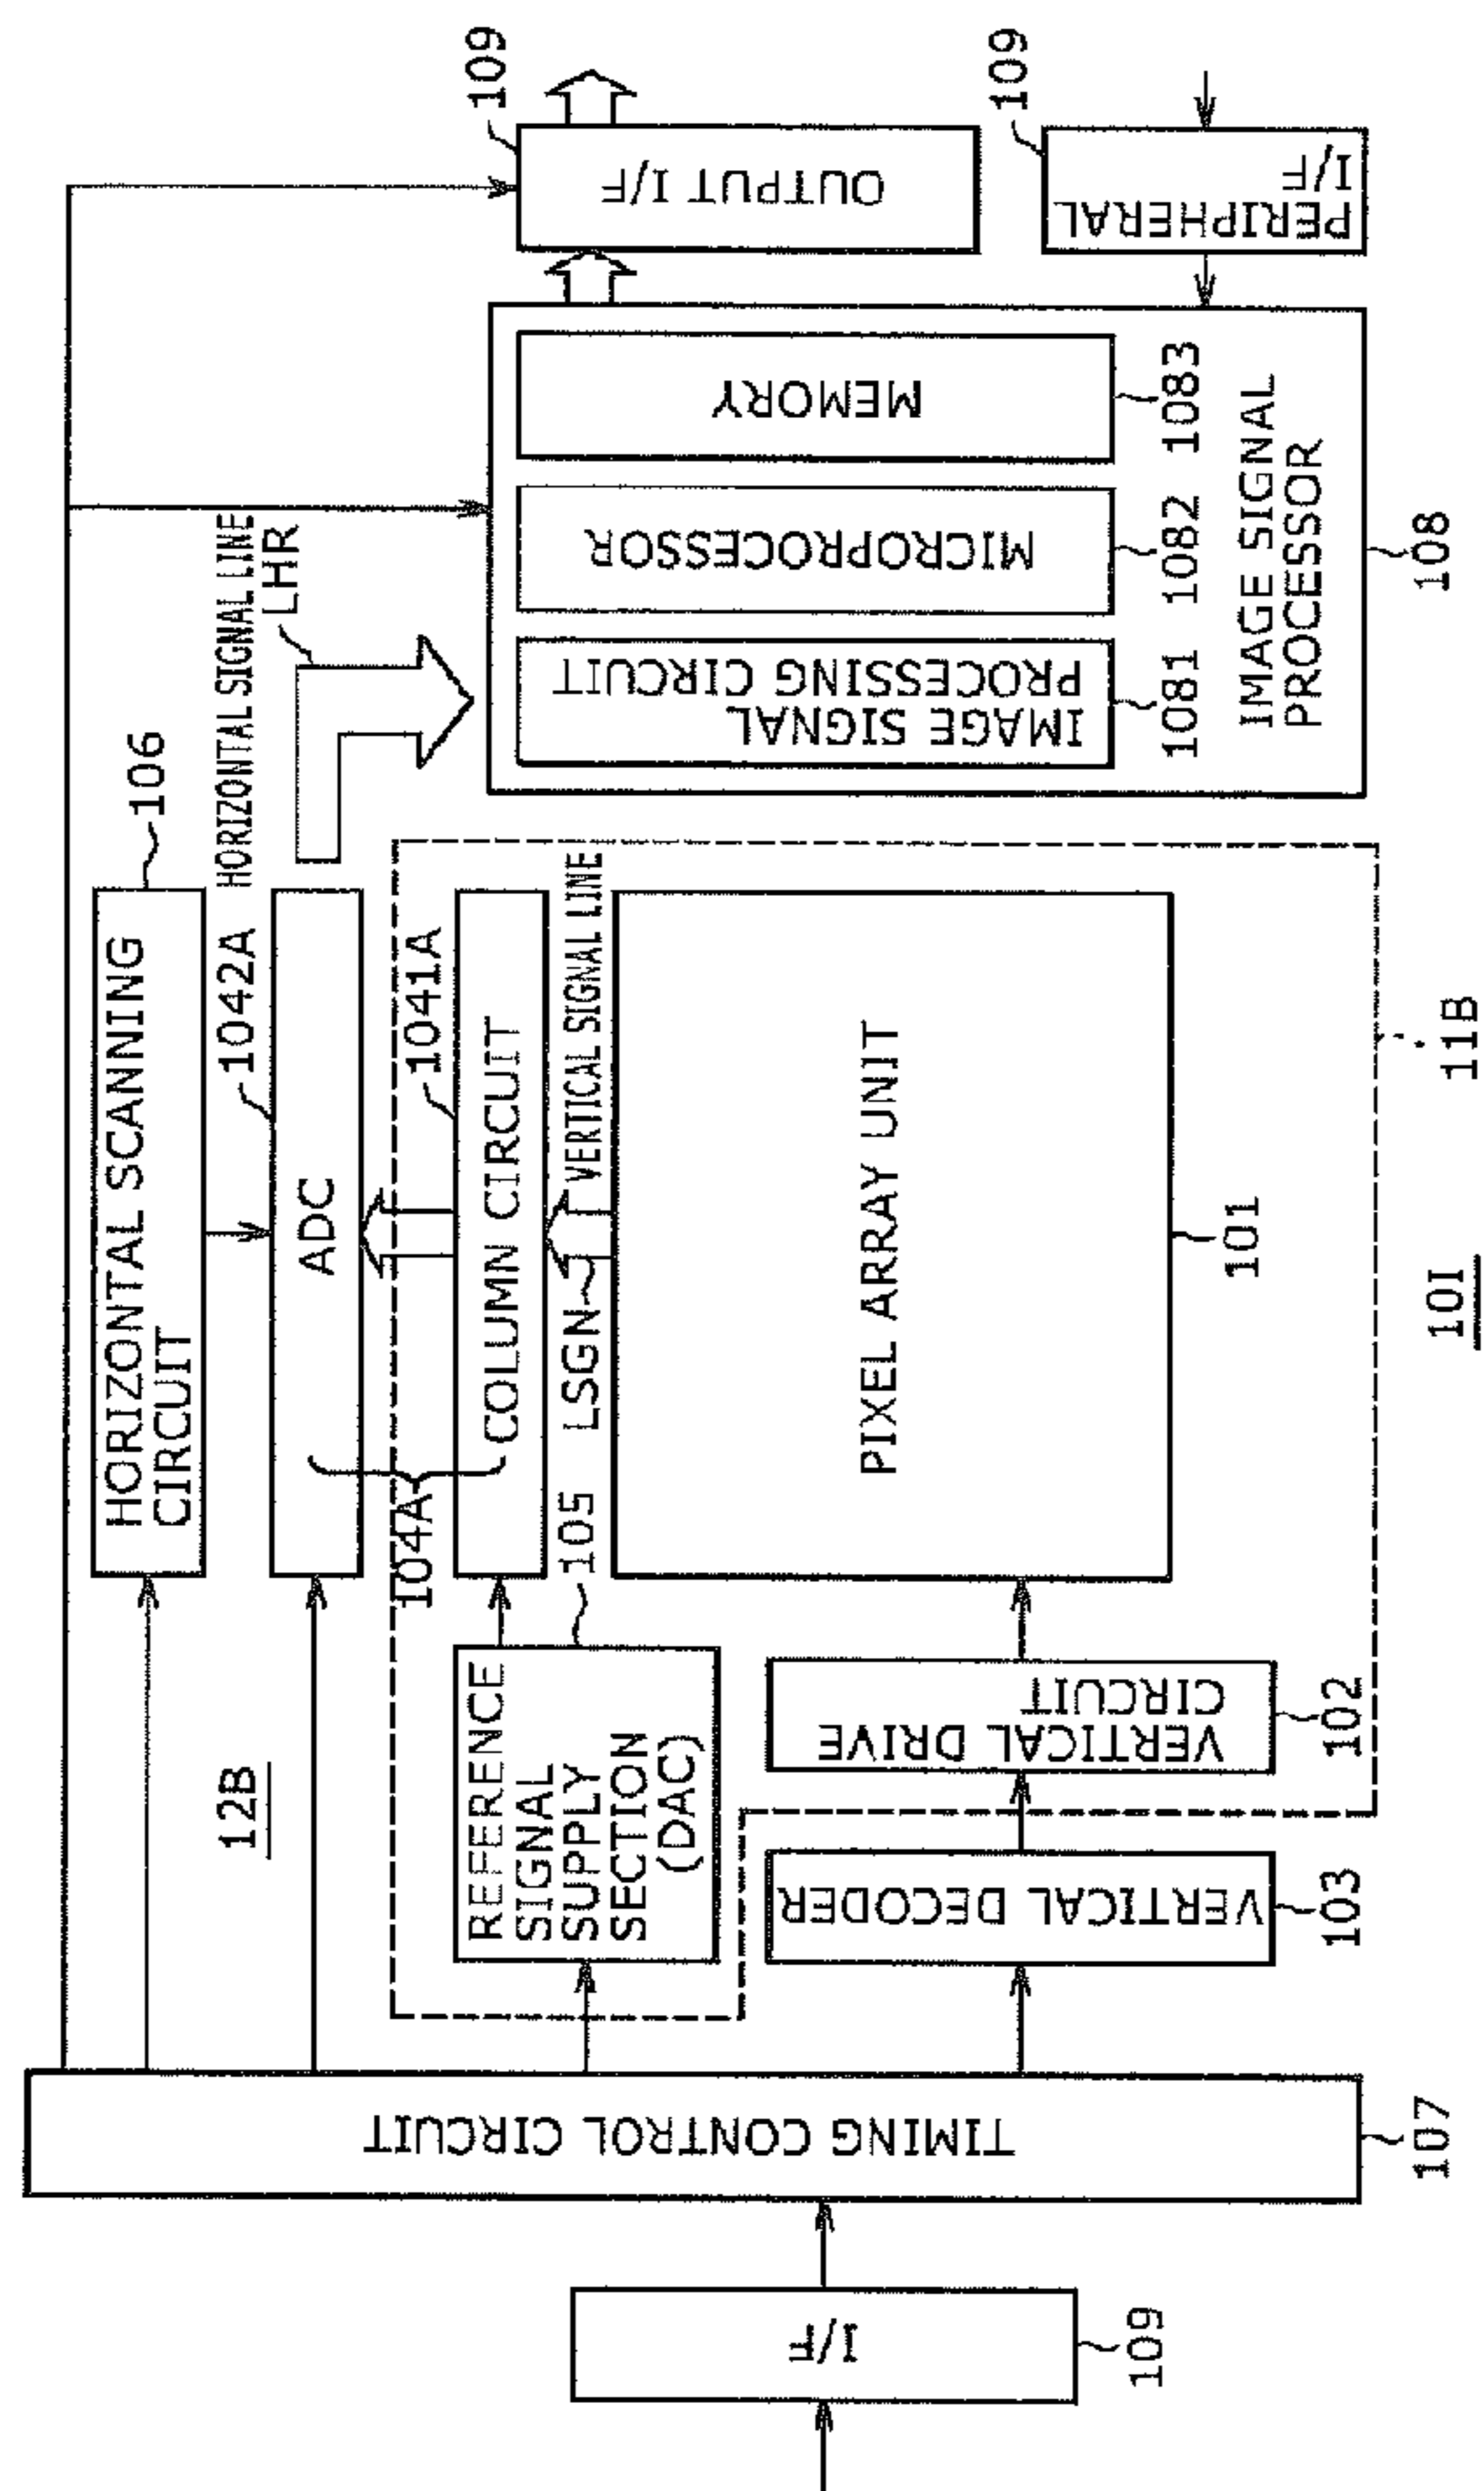 HORIZONTAL SCANNING
CIRCUIT
106
12B
ADC
1042A
HORIZONTAL SIGNAL LINE
LHR
104A
COLUMN CIRCUIT
1041A
REFERENCE
SIGNAL
SUPPLY
SECTION
(DAC)
105
LSGN
VERTICAL SIGNAL LINE
PIXEL ARRAY UNIT
101
VERTICAL DRIVE
CIRCUIT
102
VERTICAL DECODER
103
TIMING CONTROL CIRCUIT
107
I/F
109
IMAGE SIGNAL
PROCESSING CIRCUIT
1081
MICROPROCESSOR
1082
MEMORY
1083
IMAGE SIGNAL
PROCESSOR
108
OUTPUT I/F
109
PERIPHERAL
I/F
109
11B
10I